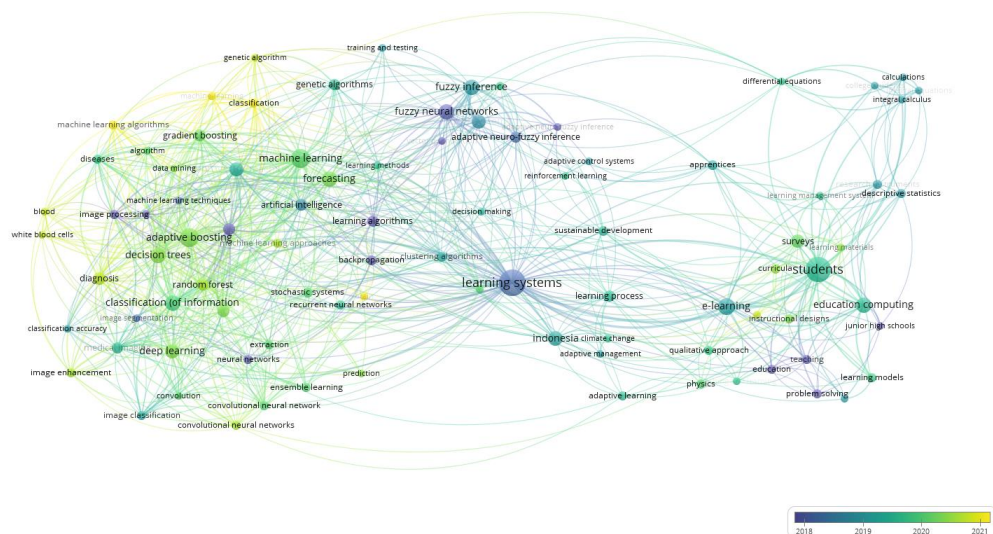 training and testing
genetic algorithm
genetic algorithms
fuzzy inference
differential equations
calculations
integral calculus
classification
fuzzy neural networks
machine learning algorithms
gradient boosting
adaptive neuro-fuzzy inference
algorithm
diseases
machine learning
learning methods
adaptive control systems
apprentices
data mining
forecasting
reinforcement learning
descriptive statistics
machine learning techniques
artificial intelligence
blood
image processing
learning algorithms
decision making
sustainable development
white blood cells
adaptive boosting
machine learning approaches
surveys
learning materials
decision trees
backpropagation
clustering algorithms
curricula
students
diagnosis
random forest
learning systems
stochastic systems
learning process
classification (of information
recurrent neural networks
e-learning
education computing
image segmentation
instructional designs
junior high schools
classification accuracy
indonesia
climate change
extraction
deep learning
neural networks
adaptive management
qualitative approach
teaching
education
image enhancement
prediction
learning models
ensemble learning
physics
convolution
adaptive learning
problem solving
convolutional neural network
image classification
convolutional neural networks
2018
2019
2020
2021